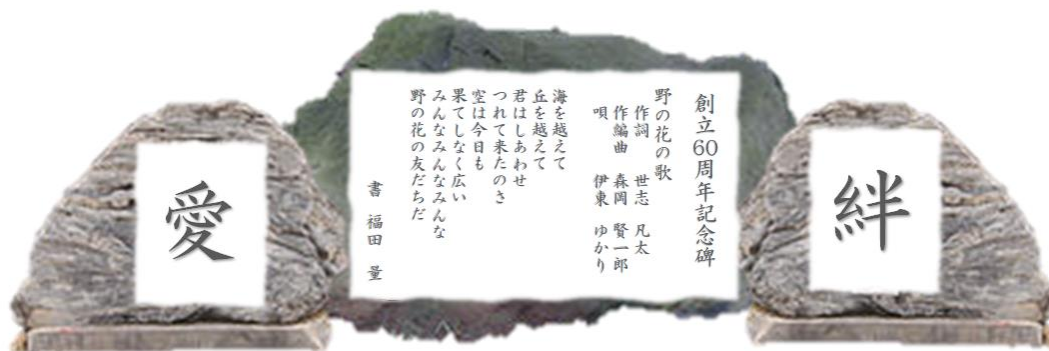 絆
創立60周年記念碑
野の花の歌
作詞 世志 凡太
作編曲 森岡 賢一郎
唄 伊東 ゆかり
海を越えて
丘を越えて
君はしあわせ
つれて来たのさ
空は今日も
果てしなく広い
みんなみんなみんな
野の花の友だちだ
書 福田 量
愛